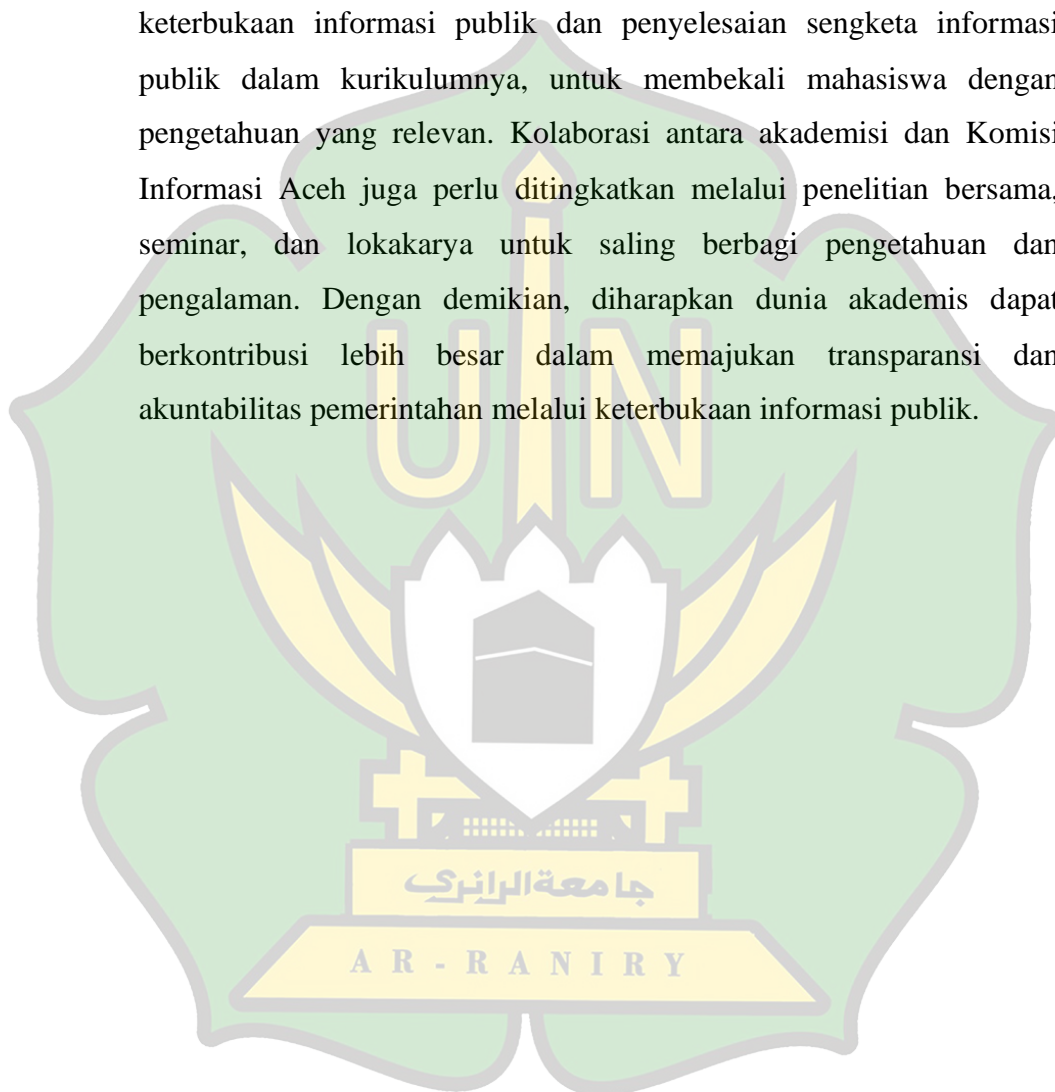 keterbukaan informasi publik dan penyelesaian sengketa informasi
publik dalam kurikulumnya, untuk membekali mahasiswa dengan
pengetahuan yang relevan. Kolaborasi antara akademisi dan Komisi
Informasi Aceh juga perlu ditingkatkan melalui penelitian bersama,
seminar, dan lokakarya untuk saling berbagi pengetahuan dan
pengalaman. Dengan demikian, diharapkan dunia akademis dapat
berkontribusi lebih besar dalam memajukan transparansi dan
akuntabilitas pemerintahan melalui keterbukaan informasi publik.
UIN
جامعة الرانري
AR-RANIRY